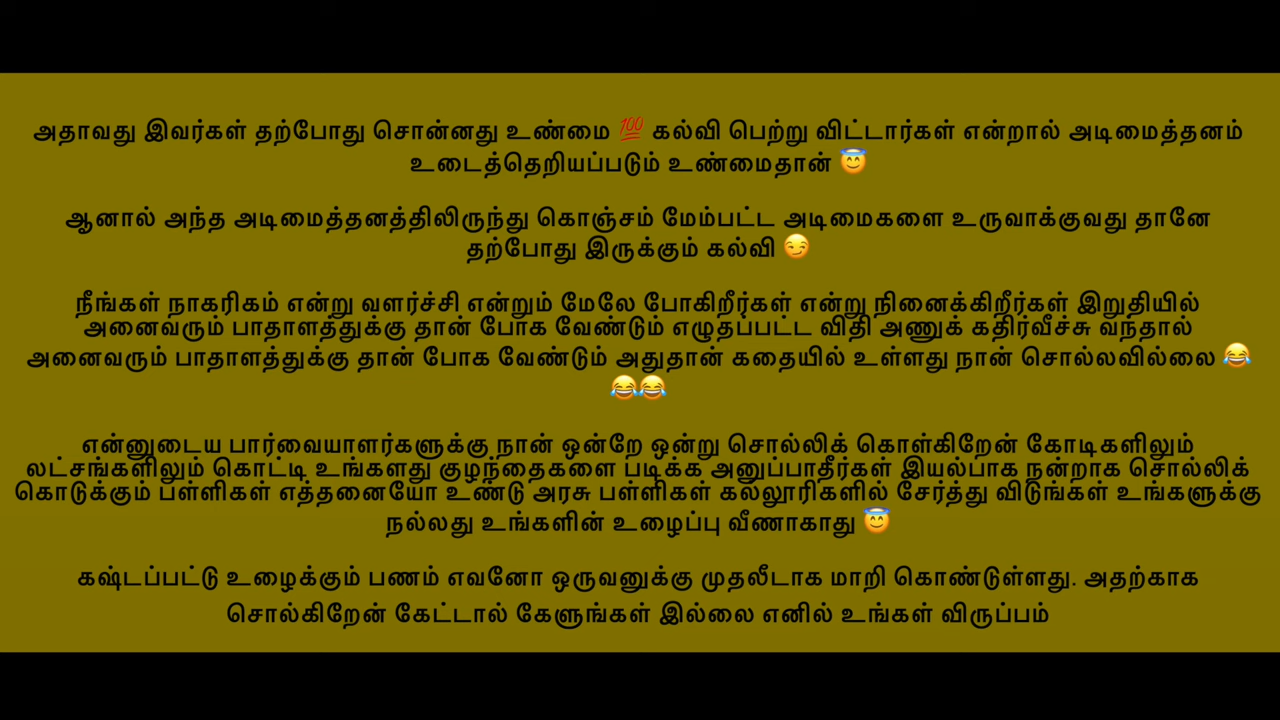 அதாவது இவர்கள் தற்போது சொன்னது உண்மை 💯 கல்வி பெற்று விட்டார்கள் என்றால் அடிமைத்தனம்
உடைத்தெறியப்படும் உண்மைதான் 😇
ஆனால் அந்த அடிமைத்தனத்திலிருந்து கொஞ்சம் மேம்பட்ட அடிமைகளை உருவாக்குவது தானே
தற்போது இருக்கும் கல்வி 😏
நீங்கள் நாகரிகம் என்று வளர்ச்சி என்றும் மேலே போகிறீர்கள் என்று நினைக்கிறீர்கள் இறுதியில்
அனைவரும் பாதாளத்துக்கு தான் போக வேண்டும் எழுதப்பட்ட விதி அணுக் கதிர்வீச்சு வந்தால்
அனைவரும் பாதாளத்துக்கு தான் போக வேண்டும் அதுதான் கதையில் உள்ளது நான் சொல்லவில்லை 😂
😂😂
என்னுடைய பார்வையாளர்களுக்கு நான் ஒன்றே ஒன்று சொல்லிக் கொள்கிறேன் கோடிகளிலும்
லட்சங்களிலும் கொட்டி உங்களது குழந்தைகளை படிக்க அனுப்பாதீர்கள் இயல்பாக நன்றாக சொல்லிக்
கொடுக்கும் பள்ளிகள் எத்தனையோ உண்டு அரசு பள்ளிகள் கல்லூரிகளில் சேர்த்து விடுங்கள் உங்களுக்கு
நல்லது உங்களின் உழைப்பு வீணாகாது 😇
கஷ்டப்பட்டு உழைக்கும் பணம் எவனோ ஒருவனுக்கு முதலீடாக மாறி கொண்டுள்ளது. அதற்காக
சொல்கிறேன் கேட்டால் கேளுங்கள் இல்லை எனில் உங்கள் விருப்பம்